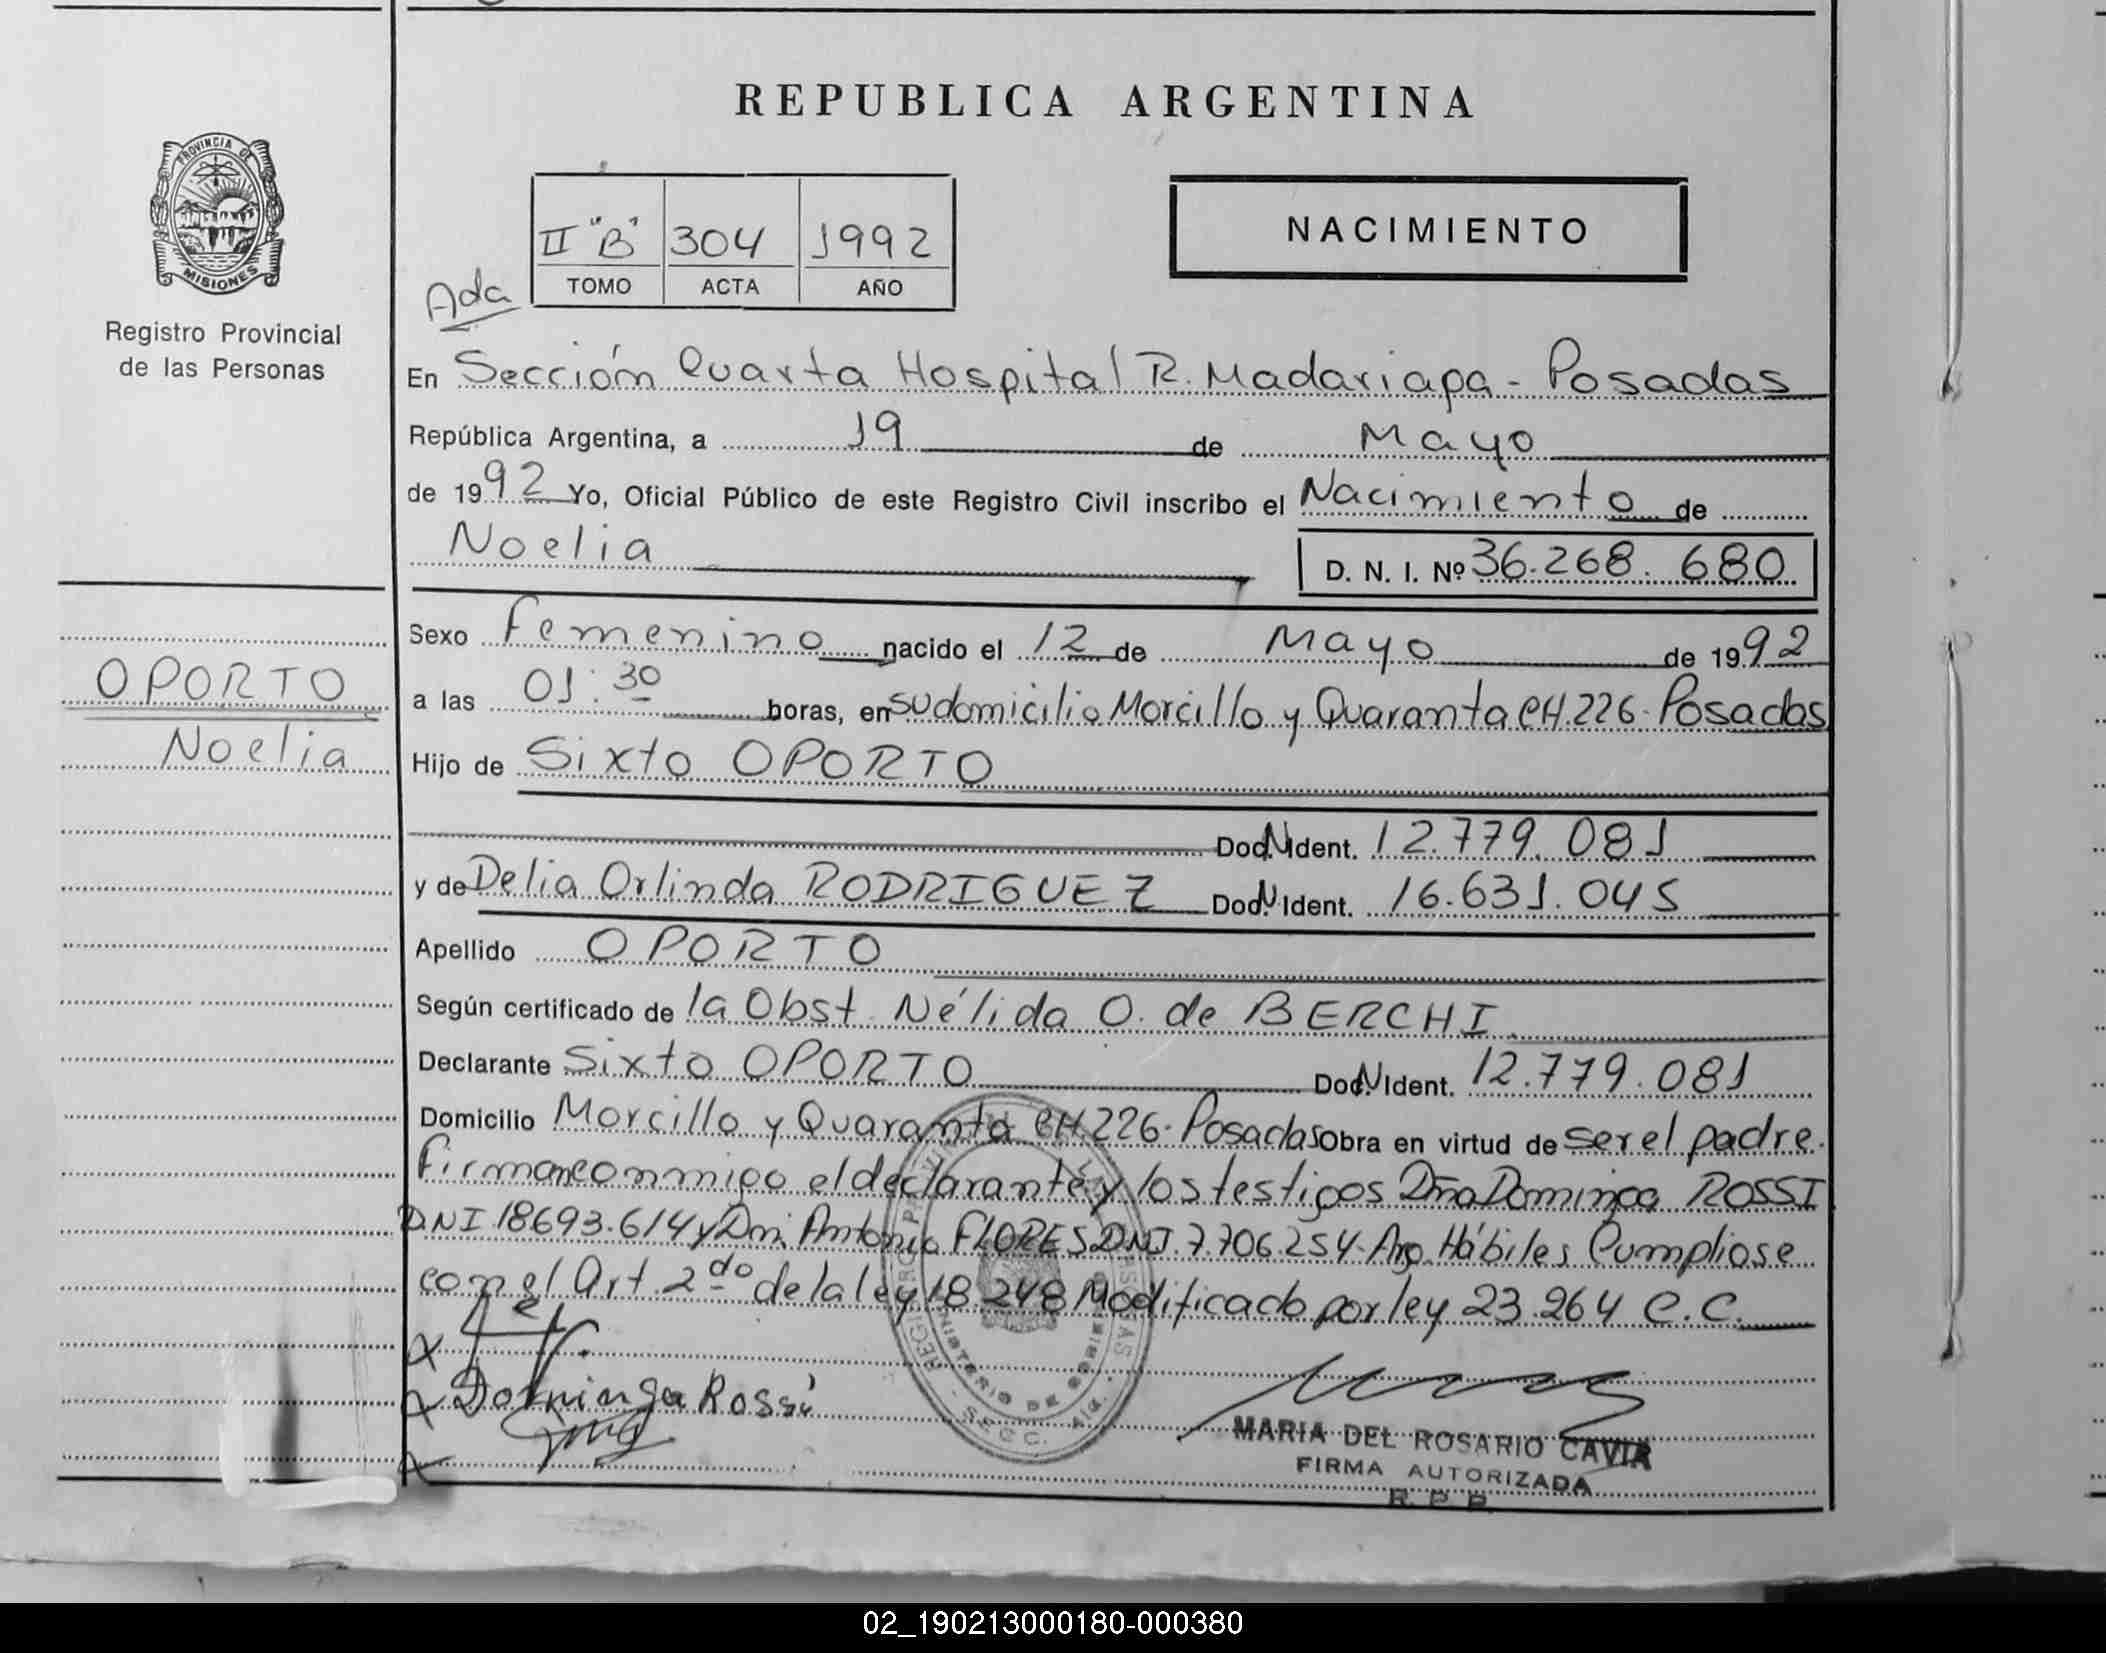 REPUBLICA ARGENTINA
PROVINCIA DE
MISIONES
Registro Provincial
de las Personas
II "B" 304 1992
TOMO ACTA AÑO
NACIMIENTO
Ada
En Sección Cuarta Hospital R. Madariaga - Posadas
República Argentina, a 19 de Mayo
de 1992 Yo, Oficial Público de este Registro Civil inscribo el Nacimiento de
Noelia
D. N. I. Nº 36.268.680
Sexo Femenino nacido el 12 de Mayo de 1992
a las 01:30 horas, en su domicilio Morcillo y Quaranta CH.226-Posadas
OPORTO
Noelia
Hijo de Sixto OPORTO
Doc. N Ident. 12.779.081
y de Delia Orlinda RODRIGUEZ Doc. N Ident. 16.631.045
Apellido OPORTO
Según certificado de la Obst. Nélida O. de BERCHI
Declarante Sixto OPORTO Doc. N Ident. 12.779.081
Domicilio Morcillo y Quaranta CH.226-Posadas obra en virtud de ser el padre.
Firman conmigo el declarante y los testigos Dña Dominga ROSSI
DNI 18693.614 y Dn. Antonio FLORES DNI.7.706254-Arg. Hábiles Cumpliose
con el Art. 2do de la ley 18.248 Modificado por ley 23.264 C.C.
Dominga Rossi
MINISTERIO DE GOBIERNO
MARIA DEL ROSARIO CAVIA
FIRMA AUTORIZADA
R. P. P.
02_190213000180-000380